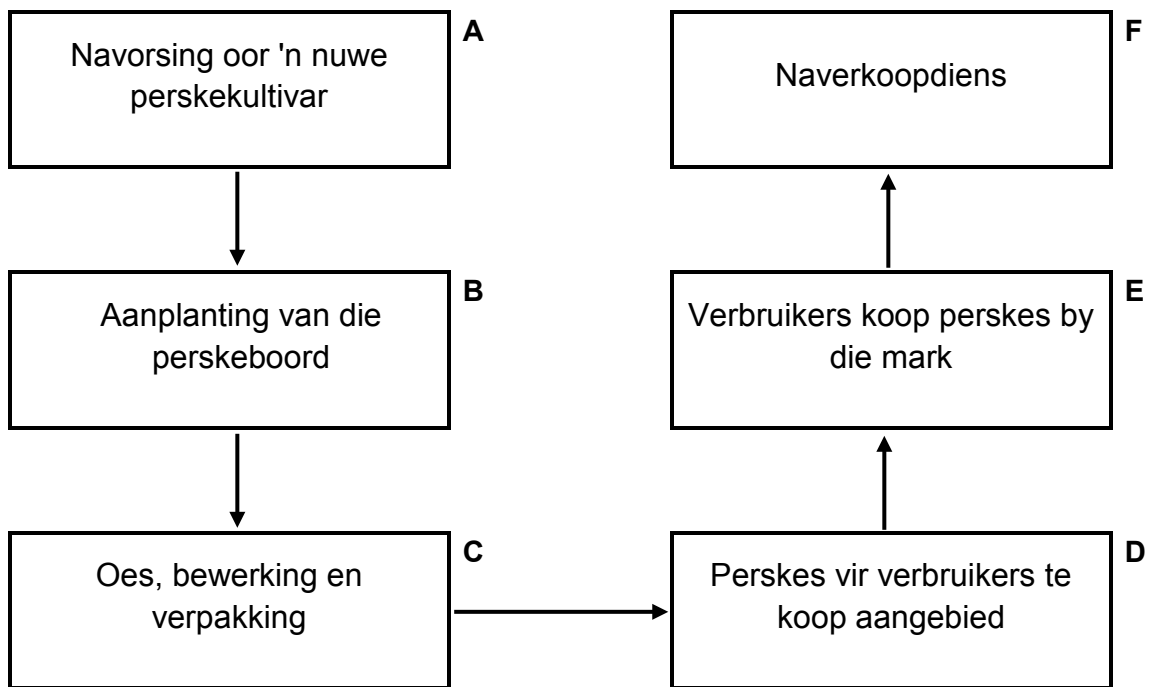 A
Navorsing oor 'n nuwe
perskekultivar
B
Aanplanting van die
perskeboord
C
Oes, bewerking en
verpakking
D
Perskes vir verbruikers te
koop aangebied
E
Verbruikers koop perskes by
die mark
F
Naverkoopdiens